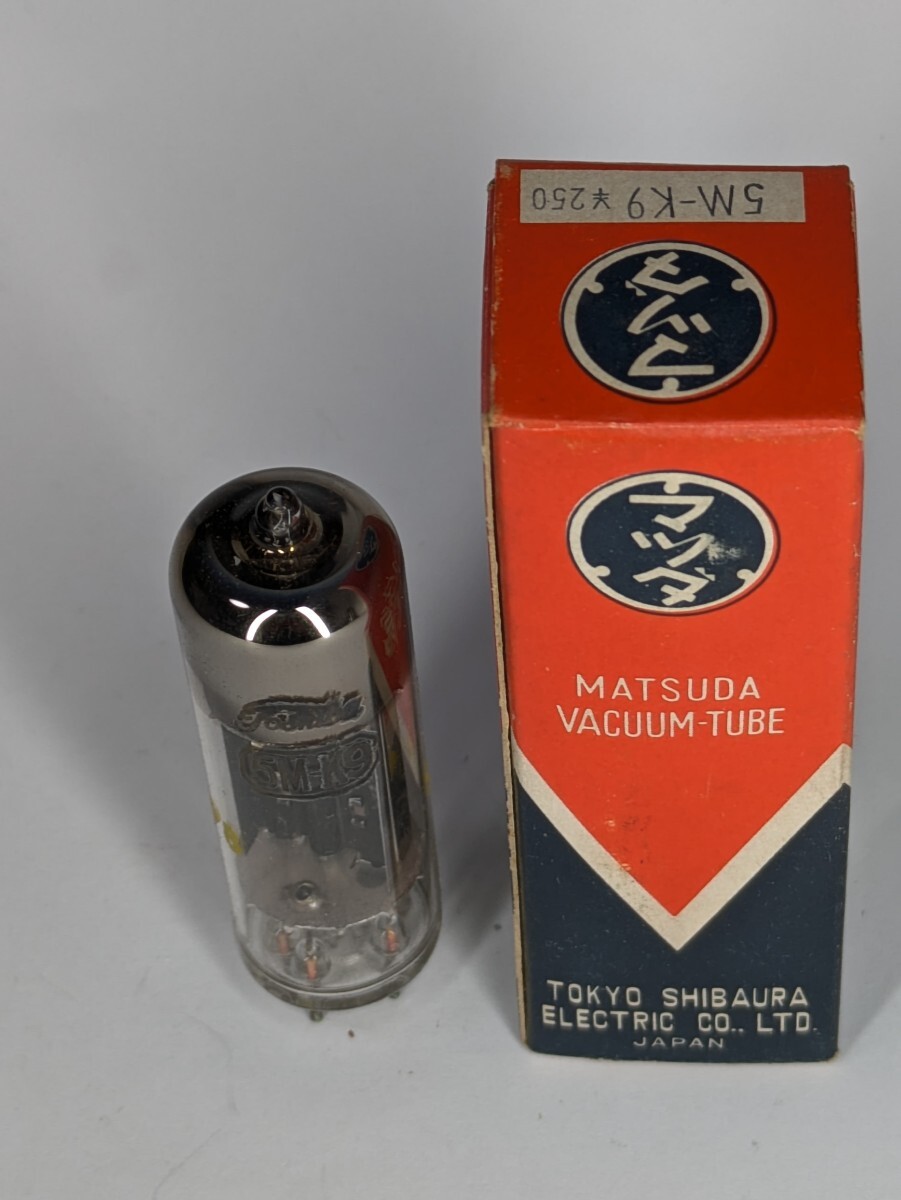 5M-K9 ¥250
マツダ
マツダ
MATSUDA
VACUUM-TUBE
TOKYO SHIBAURA
ELECTRIC CO., LTD.
JAPAN
Toshiba
5M-K9